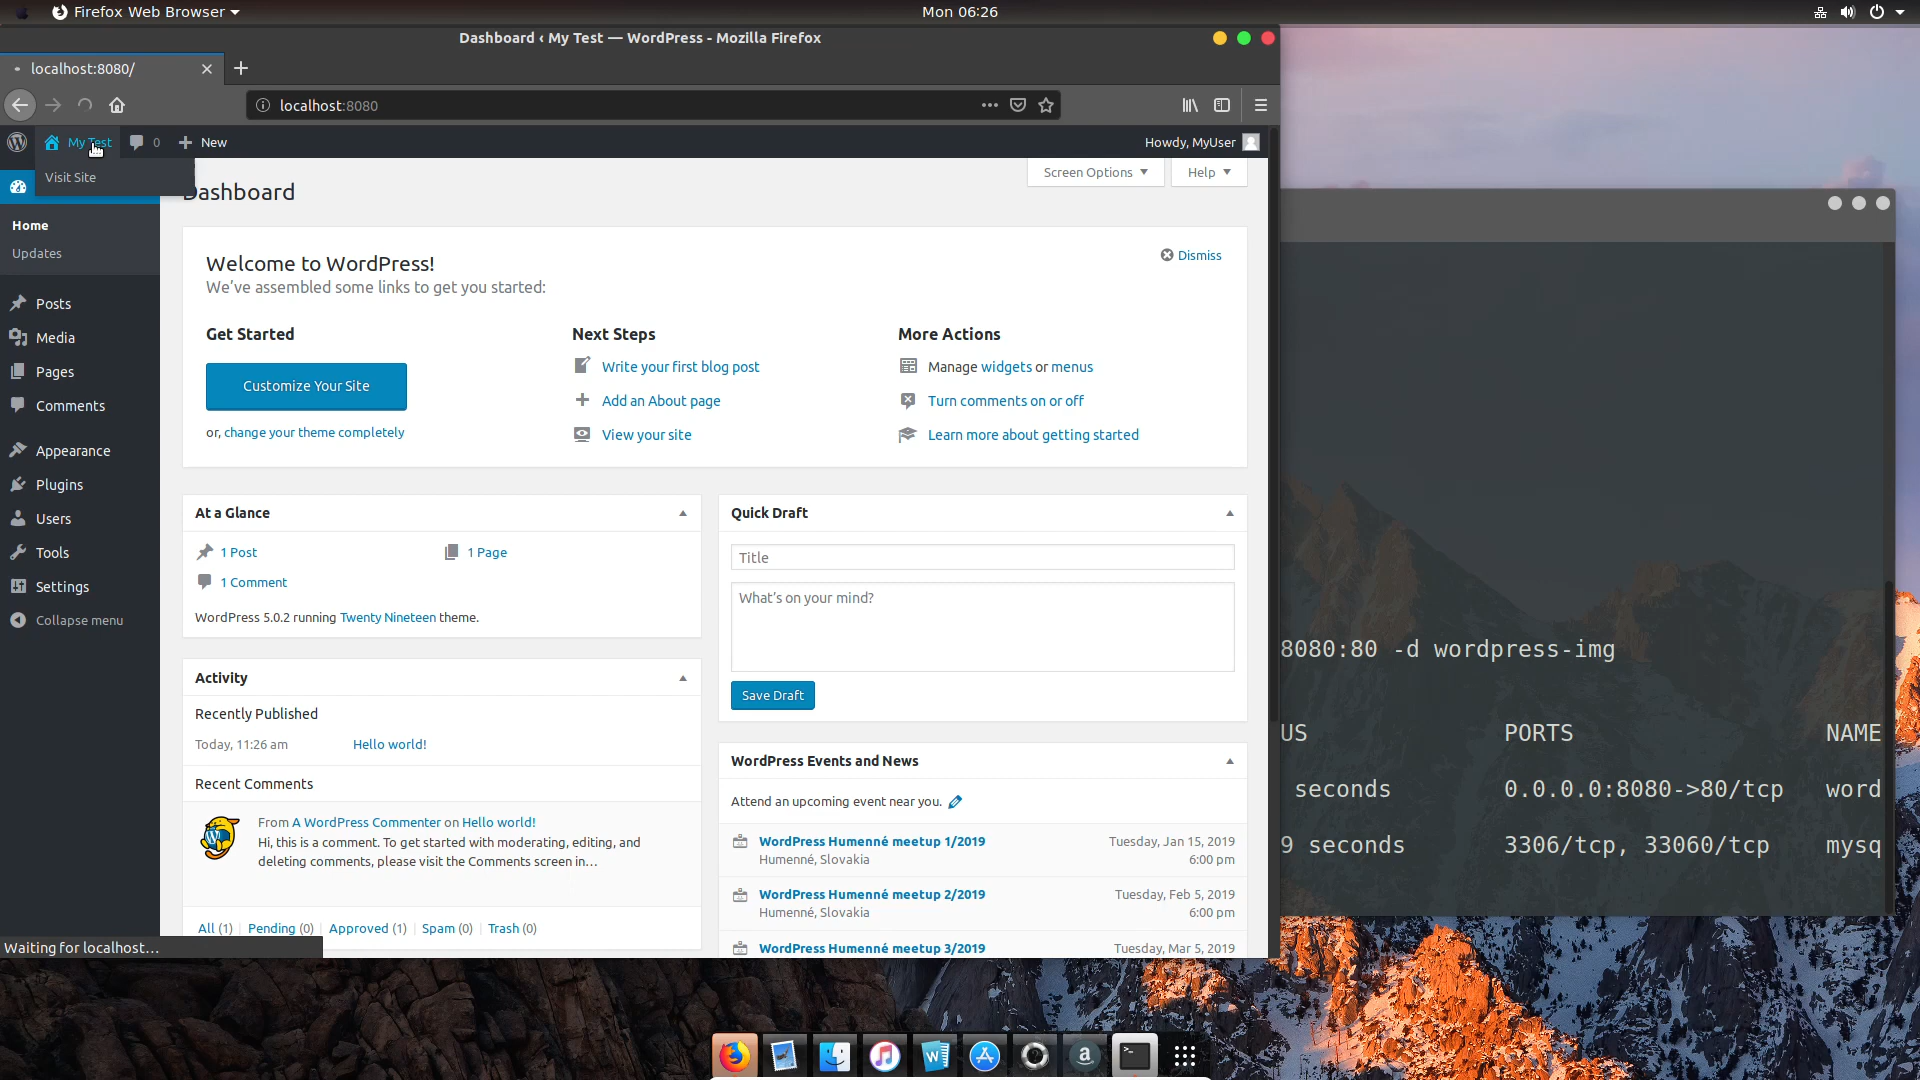 Firefox Web Browser
Mon 06:26
Dashboard ‹ My Test — WordPress - Mozilla Firefox
localhost:8080/
localhost:8080
My Test
0
New
Howdy, MyUser
Visit Site
Dashboard
Screen Options
Help
Home
Updates
Posts
Media
Pages
Comments
Appearance
Plugins
Users
Tools
Settings
Collapse menu
Welcome to WordPress!
We've assembled some links to get you started:
Dismiss
Get Started
Customize Your Site
or, change your theme completely
Next Steps
Write your first blog post
Add an About page
View your site
More Actions
Manage widgets or menus
Turn comments on or off
Learn more about getting started
At a Glance
1 Post
1 Page
1 Comment
WordPress 5.0.2 running Twenty Nineteen theme.
Activity
Recently Published
Today, 11:26 am
Hello world!
Recent Comments
From A WordPress Commenter on Hello world!
Hi, this is a comment. To get started with moderating, editing, and
deleting comments, please visit the Comments screen in...
All (1) | Pending (0) | Approved (1) | Spam (0) | Trash (0)
Quick Draft
Title
What's on your mind?
Save Draft
WordPress Events and News
Attend an upcoming event near you.
WordPress Humenné meetup 1/2019
Humenné, Slovakia
Tuesday, Jan 15, 2019
6:00 pm
WordPress Humenné meetup 2/2019
Humenné, Slovakia
Tuesday, Feb 5, 2019
6:00 pm
WordPress Humenné meetup 3/2019
Tuesday, Mar 5, 2019
Waiting for localhost...
8080:80 -d wordpress-img
US PORTS NAME
seconds 0.0.0.0:8080->80/tcp word
9 seconds 3306/tcp, 33060/tcp mysq